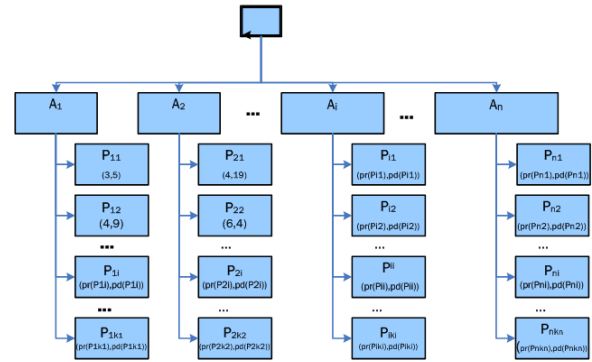 A1 A2 ... Ai ... An
P11 P21 Pi1 Pn1
(3,5) (4,19) (pr(Pi1),pd(Pi1)) (pr(Pn1),pd(Pn1))
P12 P22 Pi2 Pn2
(4,9) (6,4) (pr(Pi2),pd(Pi2)) (pr(Pn2),pd(Pn2))
... ... ... ...
P1i P2i Pii Pni
(pr(P1i),pd(P1i)) (pr(P2i),pd(P2i)) (pr(Pii),pd(Pii)) (pr(Pni),pd(Pni))
... ... ... ...
P1k1 P2k2 Piki Pnkn
(pr(P1k1),pd(P1k1)) (pr(P2k2),pd(P2k2)) (pr(Piki),pd(Piki)) (pr(Pnkn),pd(Pnkn))